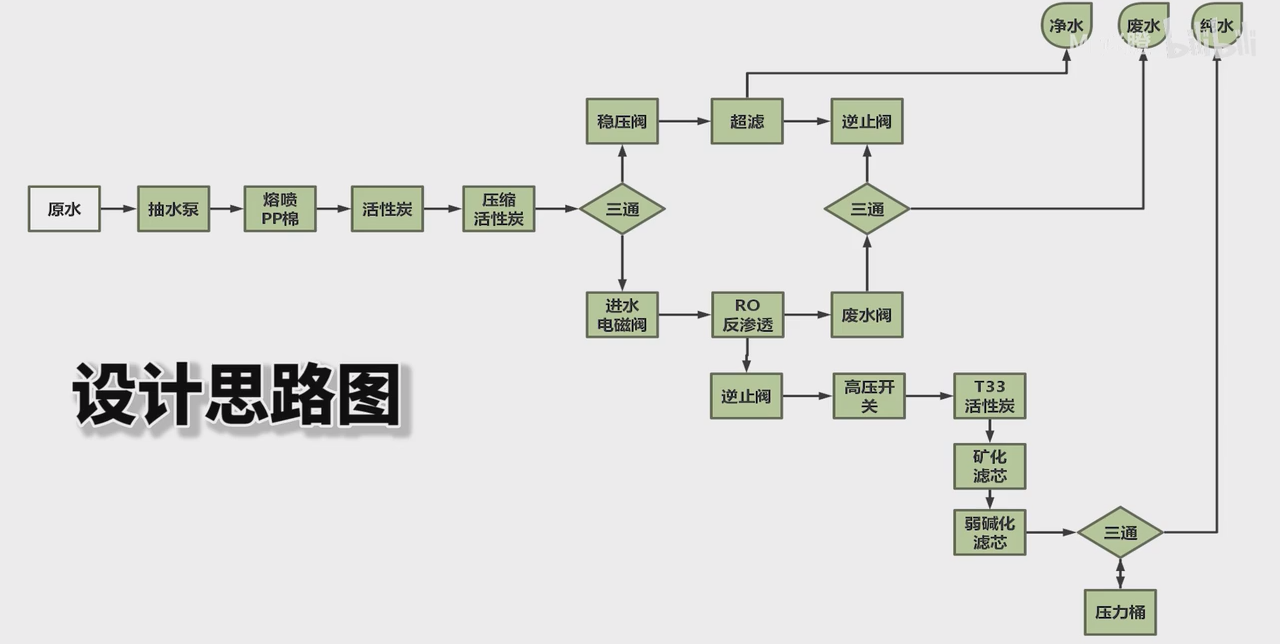 净水
废水
纯水
bilibili
稳压阀
超滤
逆止阀
原水
抽水泵
熔喷
PP棉
活性炭
压缩
活性炭
三通
三通
进水
电磁阀
RO
反渗透
废水阀
设计思路图
逆止阀
高压开
关
T33
活性炭
矿化
滤芯
弱碱化
滤芯
三通
压力桶